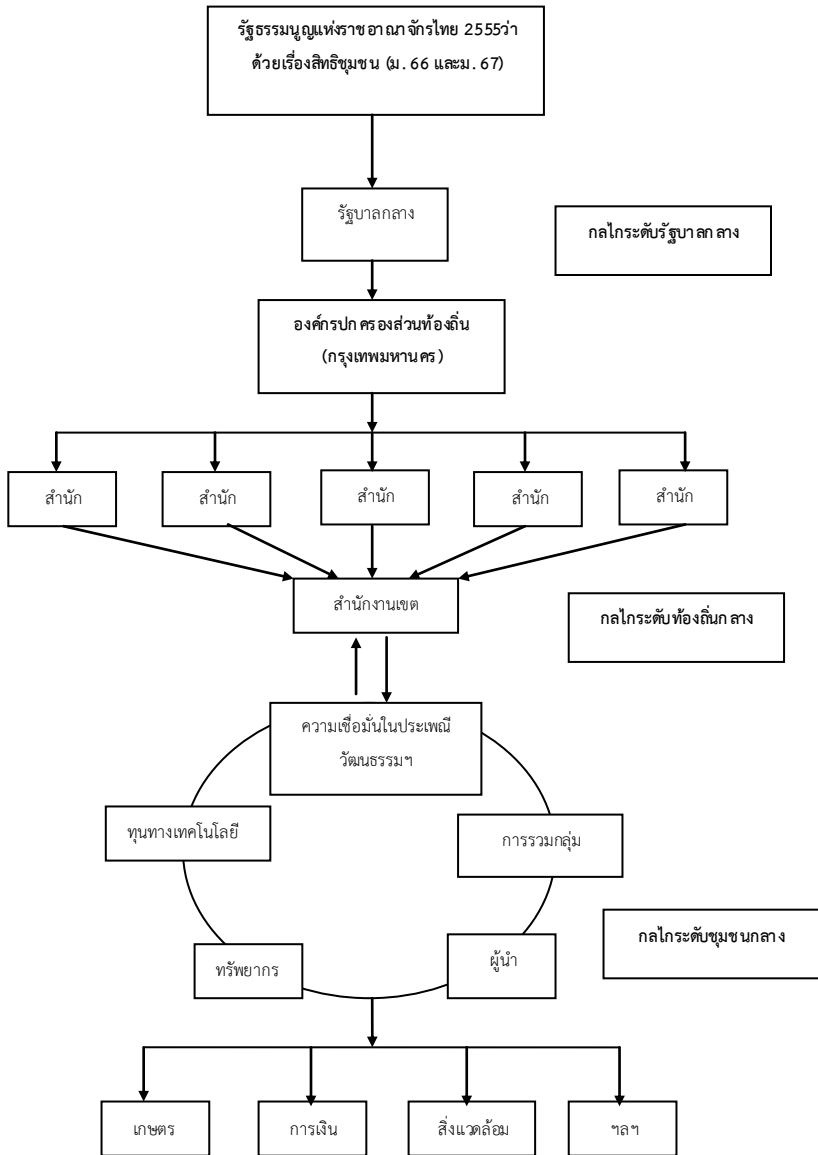 รัฐธรรมนูญแห่งราชอาณาจักรไทย 2555ว่า
ด้วยเรื่องสิทธิชุมชน (ม. 66 และม. 67)
รัฐบาลกลาง
กลไกระดับรัฐบาลกลาง
องค์กรปกครองส่วนท้องถิ่น
(กรุงเทพมหานคร)
สำนัก
สำนัก
สำนัก
สำนัก
สำนัก
สำนักงานเขต
กลไกระดับท้องถิ่นกลาง
ความเชื่อมั่นในประเพณี
วัฒนธรรมฯ
ทุนทางเทคโนโลยี
การรวมกลุ่ม
กลไกระดับชุมชนกลาง
ทรัพยากร
ผู้นำ
เกษตร
การเงิน
สิ่งแวดล้อม
ฯลฯ